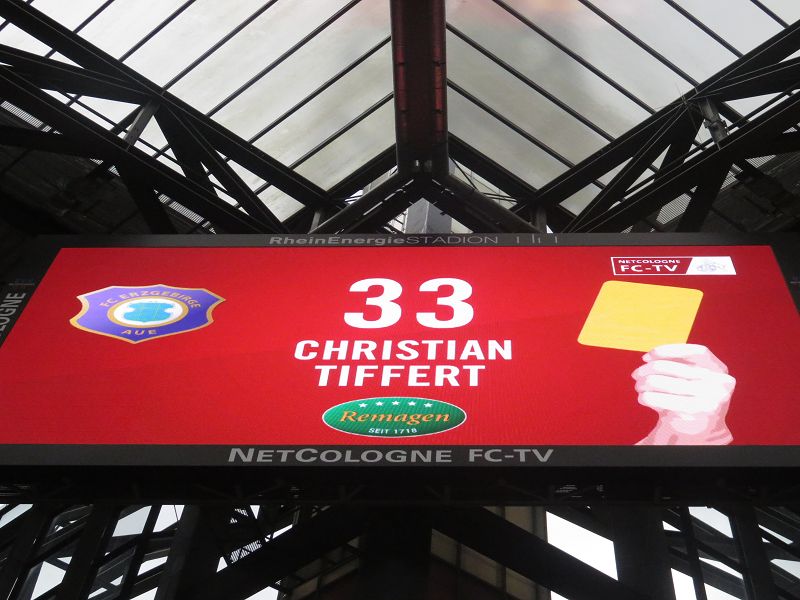 RheinEnergieSTADION
NETCOLOGNE
FC-TV
FC ERZGEBIRGE
AUE
33
CHRISTIAN
TIFFERT
Remagen
SEIT 1718
NETCOLOGNE FC-TV